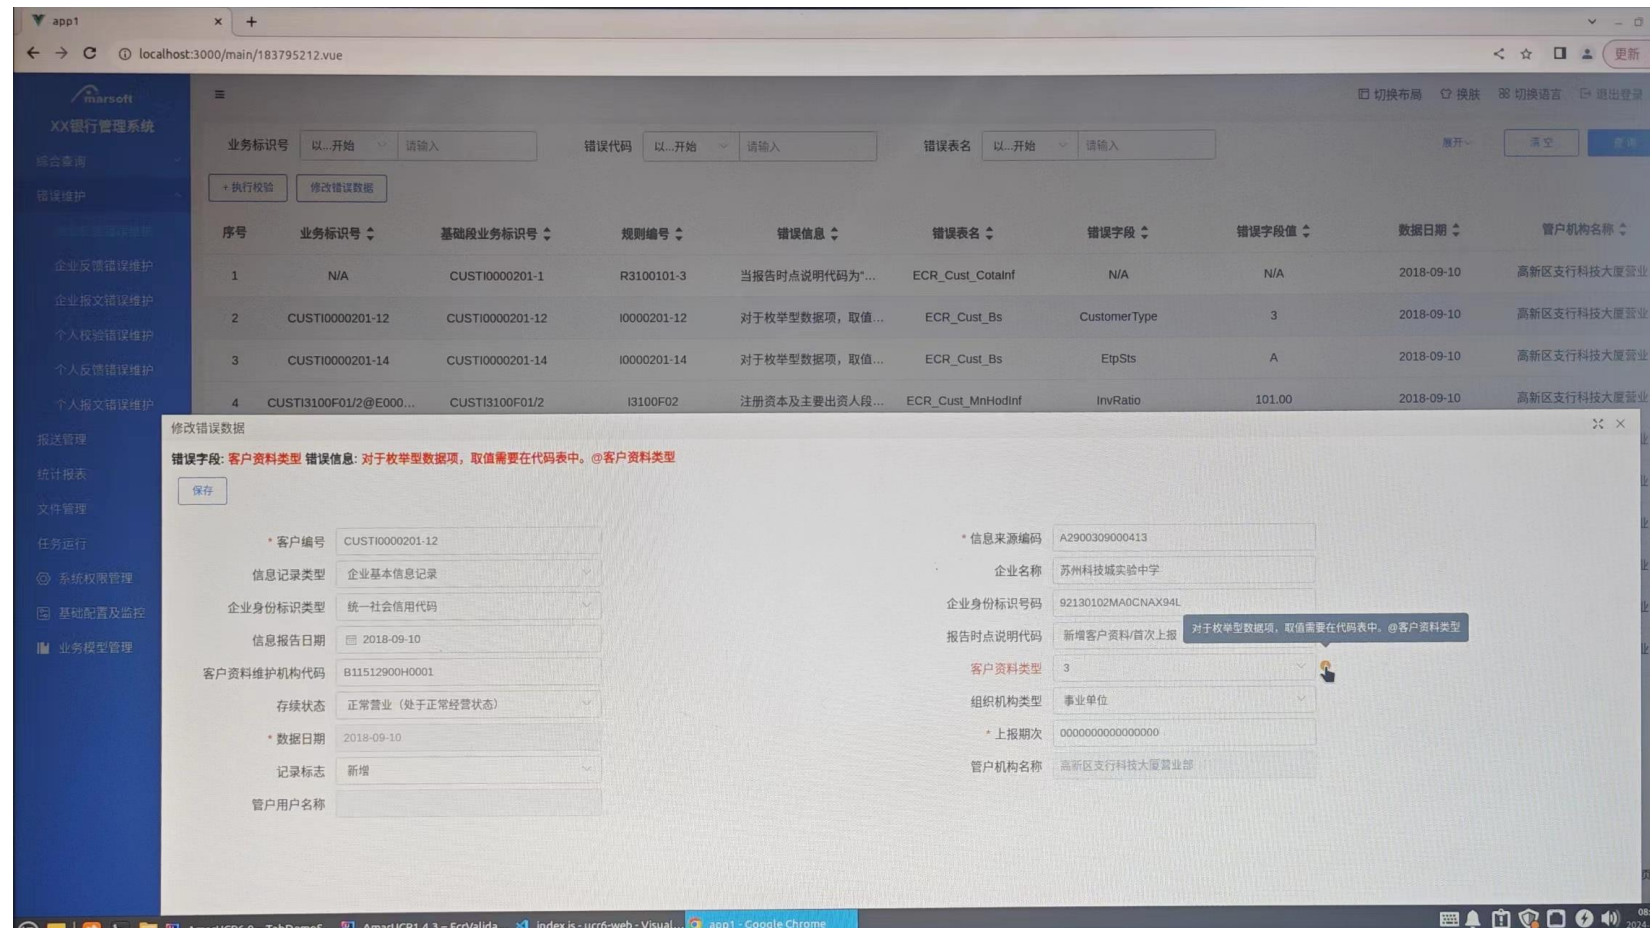 app1
localhost:3000/main/183795212.vue
更新
marsoft
切换布局 换肤 切换语言 退出登录
XX银行管理系统
业务标识号 以...开始 请输入 错误代码 以...开始 请输入 错误表名 以...开始 请输入 展开 清空 查询
综合查询
+执行校验 修改错误数据
错误维护
序号 业务标识号 基础段业务标识号 规则编号 错误信息 错误表名 错误字段 错误字段值 数据日期 管户机构名称
企业反馈错误维护
1 N/A CUSTI0000201-1 R3100101-3 当报告时点说明代码为“... ECR_Cust_CotaInf N/A N/A 2018-09-10 高新区支行科技大厦营业
企业报文错误维护
2 CUSTI0000201-12 CUSTI0000201-12 I0000201-12 对于枚举型数据项，取值... ECR_Cust_Bs CustomerType 3 2018-09-10 高新区支行科技大厦营业
个人校验错误维护
3 CUSTI0000201-14 CUSTI0000201-14 I0000201-14 对于枚举型数据项，取值... ECR_Cust_Bs EtpSts A 2018-09-10 高新区支行科技大厦营业
个人反馈错误维护
4 CUSTI3100F01/2@E000... CUSTI3100F01/2 I3100F02 注册资本及主要出资人段... ECR_Cust_MnHodInf InvRatio 101.00 2018-09-10 高新区支行科技大厦营业
个人报文错误维护
报送管理
统计报表
文件管理
任务运行
系统权限管理
基础配置及监控
业务模型管理
修改错误数据
错误字段: 客户资料类型 错误信息: 对于枚举型数据项，取值需要在代码表中。@客户资料类型
保存
* 客户编号 CUSTI0000201-12 * 信息来源编码 A2900309000413
信息记录类型 企业基本信息记录 企业名称 苏州科技城实验中学
企业身份标识类型 统一社会信用代码 企业身份标识号码 92130102MA0CNAX94L
信息报告日期 2018-09-10 报告时点说明代码 新增客户资料/首次上报 对于枚举型数据项，取值需要在代码表中。@客户资料类型
客户资料维护机构代码 B11512900H0001 客户资料类型 3
存续状态 正常营业（处于正常经营状态） 组织机构类型 事业单位
* 数据日期 2018-09-10 * 上报期次 0000000000000000
记录标志 新增 管户机构名称 高新区支行科技大厦营业部
管户用户名称
index.js - ucr6-web - Visual... app1 - Google Chrome